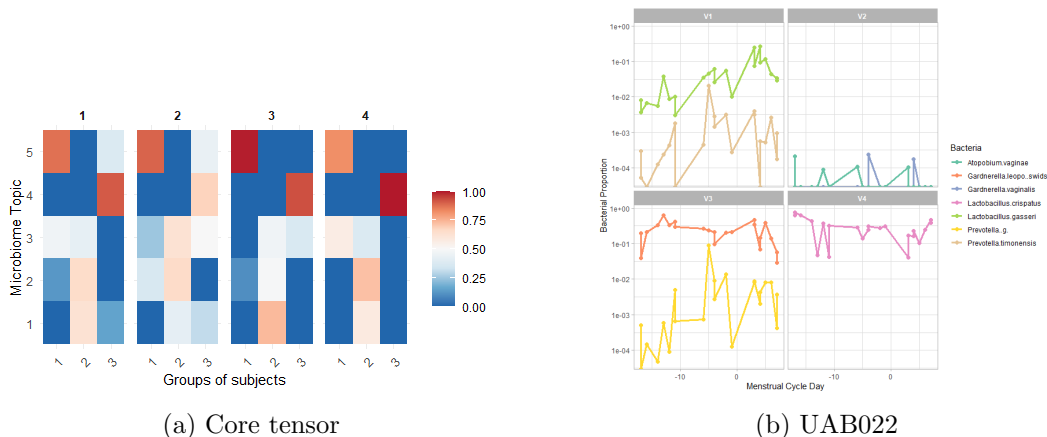 1 2 3 4
5
4
3
2
1
Microbiome Topic
1 2 3 1 2 3 1 2 3 1 2 3
Groups of subjects
1.00
0.75
0.50
0.25
0.00
(a) Core tensor
V1 V2
1e+00
1e-01
1e-02
1e-03
1e-04
V3 V4
1e+00
1e-01
1e-02
1e-03
1e-04
Bacterial Proportion
-10 0 -10 0
Menstrual Cycle Day
Bacteria
Atopobium.vaginae
Gardnerella.leopo..swids
Gardnerella.vaginalis
Lactobacillus.crispatus
Lactobacillus.gasseri
Prevotella..g.
Prevotella.timonensis
(b) UAB022